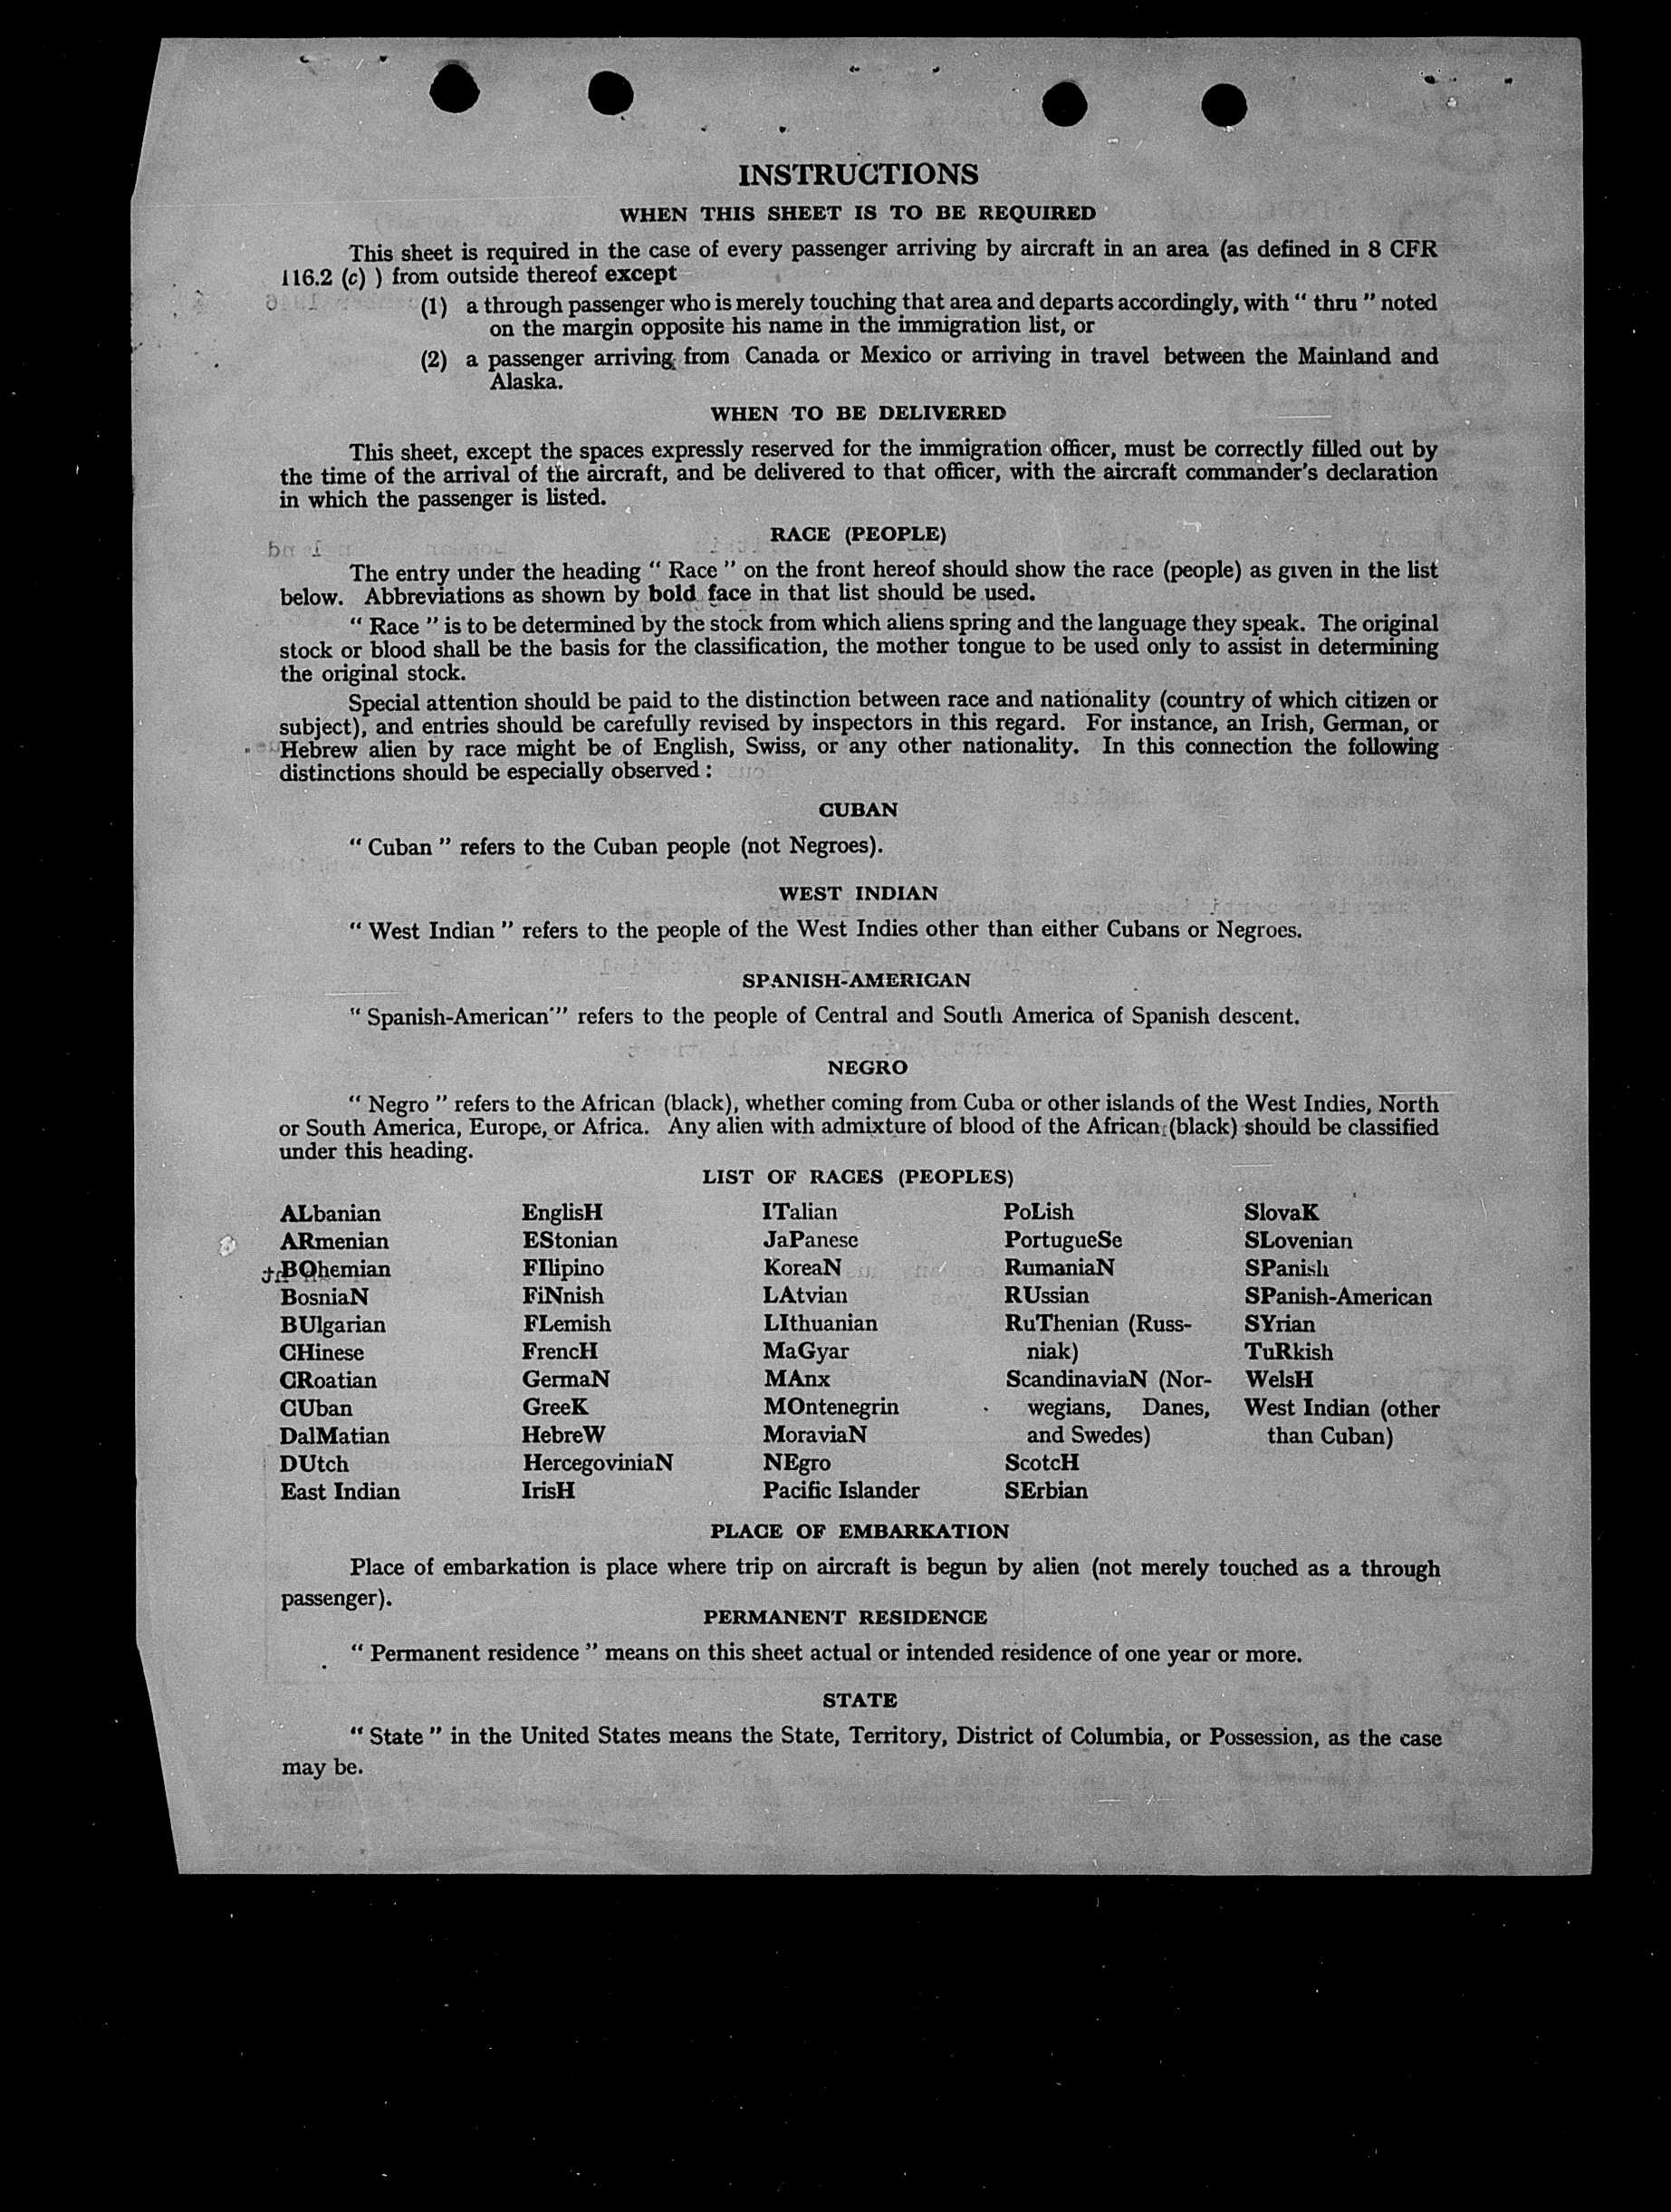 INSTRUCTIONS
WHEN THIS SHEET IS TO BE REQUIRED
This sheet is required in the case of every passenger arriving by aircraft in an area (as defined in 8 CFR
116.2 (c) ) from outside thereof except
(1) a through passenger who is merely touching that area and departs accordingly, with “ thru ” noted
on the margin opposite his name in the immigration list, or
(2) a passenger arriving from Canada or Mexico or arriving in travel between the Mainland and
Alaska.
WHEN TO BE DELIVERED
This sheet, except the spaces expressly reserved for the immigration officer, must be correctly filled out by
the time of the arrival of the aircraft, and be delivered to that officer, with the aircraft commander’s declaration
in which the passenger is listed.
RACE (PEOPLE)
The entry under the heading “ Race ” on the front hereof should show the race (people) as given in the list
below. Abbreviations as shown by bold face in that list should be used.
“ Race ” is to be determined by the stock from which aliens spring and the language they speak. The original
stock or blood shall be the basis for the classification, the mother tongue to be used only to assist in determining
the original stock.
Special attention should be paid to the distinction between race and nationality (country of which citizen or
subject), and entries should be carefully revised by inspectors in this regard. For instance, an Irish, German, or
Hebrew alien by race might be of English, Swiss, or any other nationality. In this connection the following
distinctions should be especially observed :
CUBAN
“ Cuban ” refers to the Cuban people (not Negroes).
WEST INDIAN
“ West Indian ” refers to the people of the West Indies other than either Cubans or Negroes.
SPANISH-AMERICAN
“ Spanish-American ” refers to the people of Central and South America of Spanish descent.
NEGRO
“ Negro ” refers to the African (black), whether coming from Cuba or other islands of the West Indies, North
or South America, Europe, or Africa. Any alien with admixture of blood of the African (black) should be classified
under this heading.
LIST OF RACES (PEOPLES)
ALbanian
ARmenian
BOhemian
BosniaN
BUlgarian
CHinese
CRoatian
CUban
DalMatian
DUtch
East Indian
EnglisH
EStonian
FIlipino
FiNnish
FLemish
FrencH
GermaN
GreeK
HebreW
HercegoviniaN
IrisH
ITalian
JaPanese
KoreaN
LAtvian
LIthuanian
MaGyar
MAnx
MOntenegrin
MoraviaN
NEgro
Pacific Islander
PoLish
PortugueSe
RumaniaN
RUssian
RuThenian (Russ-
niak)
ScandinaviaN (Nor-
wegians, Danes,
and Swedes)
ScotcH
SErbian
SlovaK
SLovenian
SPanish
SPanish-American
SYrian
TuRkish
WelsH
West Indian (other
than Cuban)
PLACE OF EMBARKATION
Place of embarkation is place where trip on aircraft is begun by alien (not merely touched as a through
passenger).
PERMANENT RESIDENCE
“ Permanent residence ” means on this sheet actual or intended residence of one year or more.
STATE
“ State ” in the United States means the State, Territory, District of Columbia, or Possession, as the case
may be.